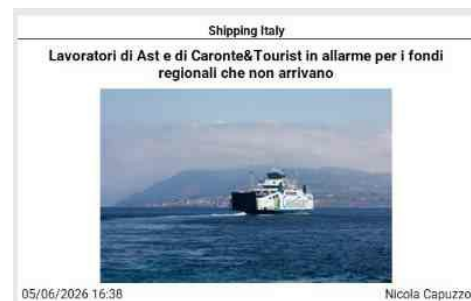 Shipping Italy
Lavoratori di Ast e di Caronte&Tourist in allarme per i fondi
regionali che non arrivano
05/06/2026 16:38
Nicola Capuzzo